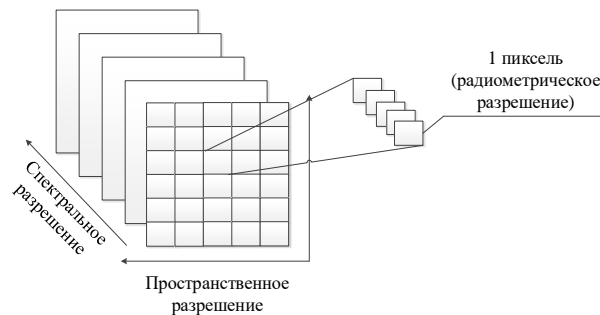 1 пиксель
(радиометрическое
разрешение)
Спектральное
разрешение
Пространственное
разрешение